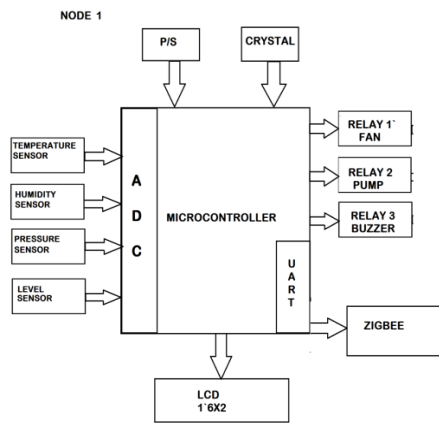 NODE 1
P/S
CRYSTAL
TEMPERATURE
SENSOR
HUMIDITY
SENSOR
PRESSURE
SENSOR
LEVEL
SENSOR
A
D
C
MICROCONTROLLER
U
A
R
T
RELAY 1`
FAN
RELAY 2
PUMP
RELAY 3
BUZZER
ZIGBEE
LCD
1`6X2